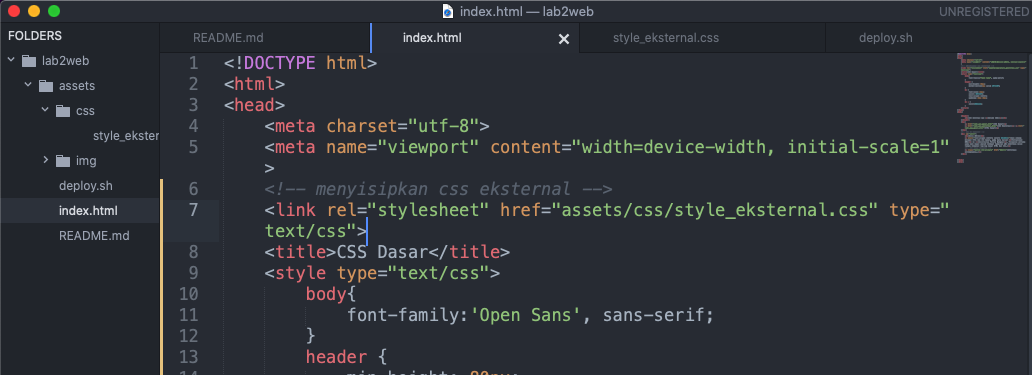 index.html — lab2web
UNREGISTERED
FOLDERS
lab2web
assets
css
style_ekster
img
deploy.sh
index.html
README.md
README.md
index.html
style_eksternal.css
deploy.sh
1 <!DOCTYPE html>
2 <html>
3 <head>
4 <meta charset="utf-8">
5 <meta name="viewport" content="width=device-width, initial-scale=1"
>
6 <!-- menyisipkan css eksternal -->
7 <link rel="stylesheet" href="assets/css/style_eksternal.css" type="
text/css">
8 <title>CSS Dasar</title>
9 <style type="text/css">
10 body{
11 font-family:'Open Sans', sans-serif;
12 }
13 header {